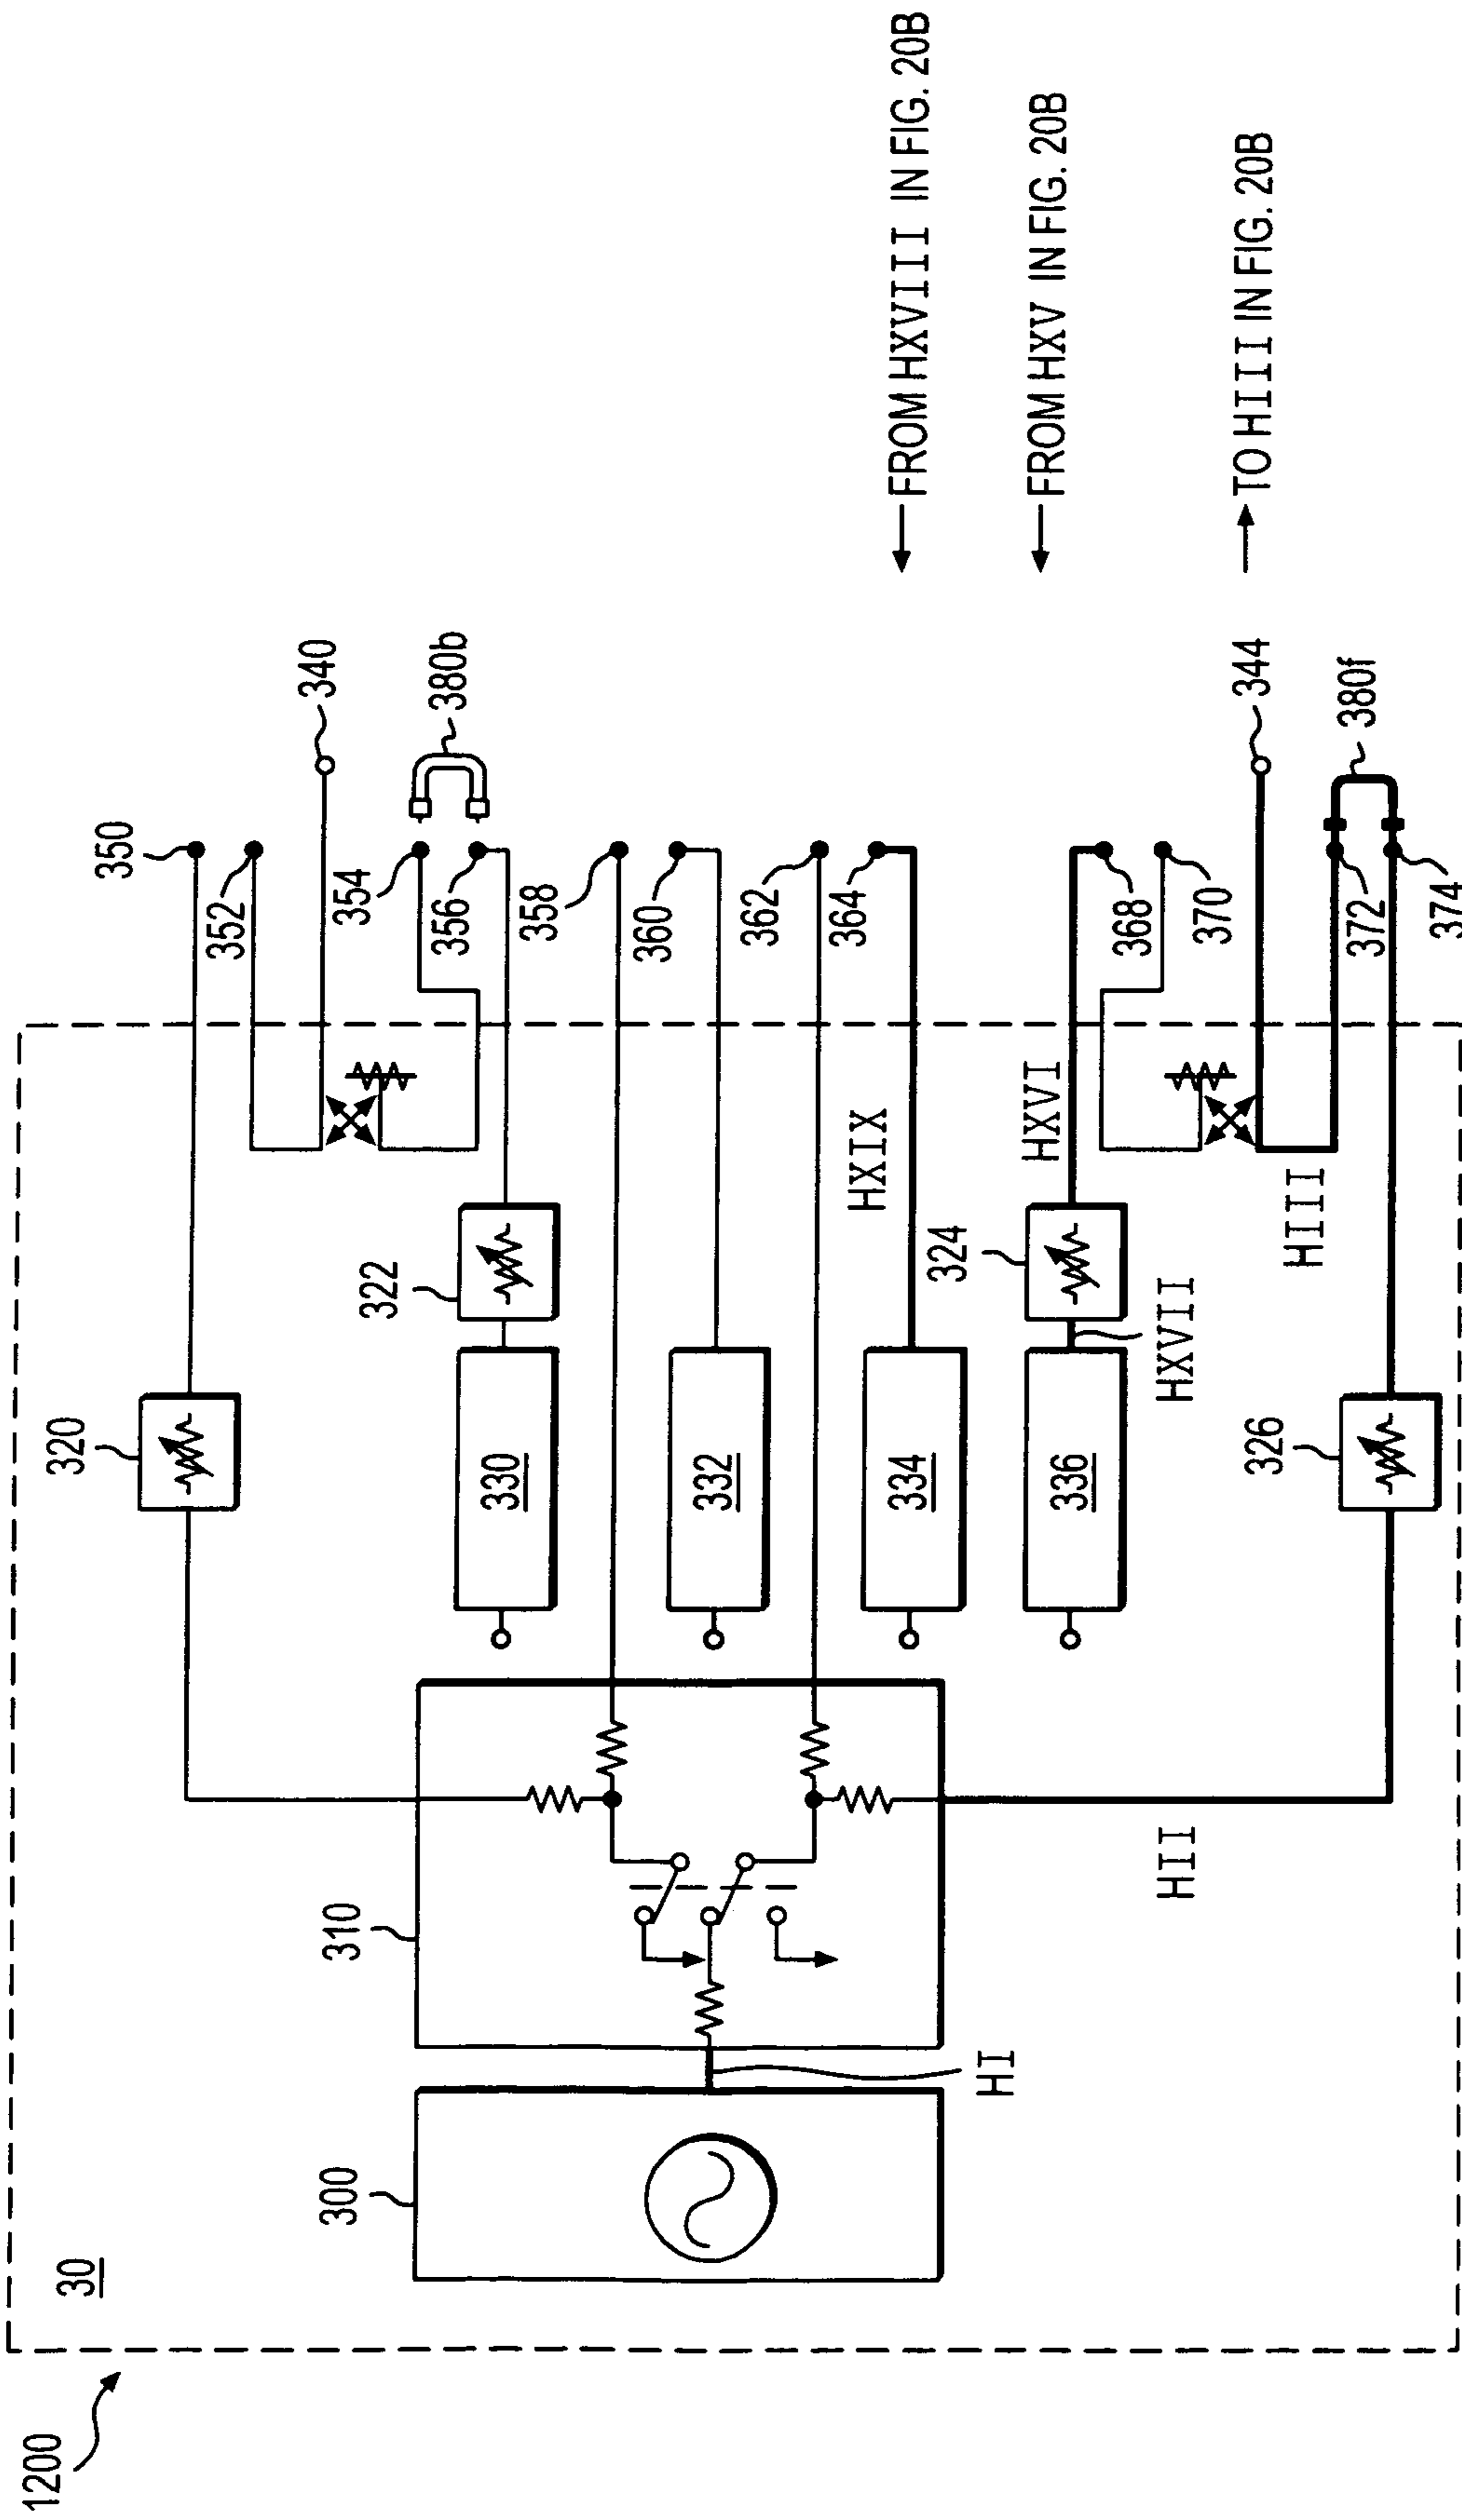 1200
30
300
310
320
322
330
332
334
336
324
326
HI
HII
HIII
HXVI
HXVII
HXIX
350
352
340
354
356
380b
358
360
362
364
368
370
344
372
374
380f
FROM HXVIII IN FIG. 20B
FROM HXV IN FIG. 20B
TO HIII IN FIG. 20B